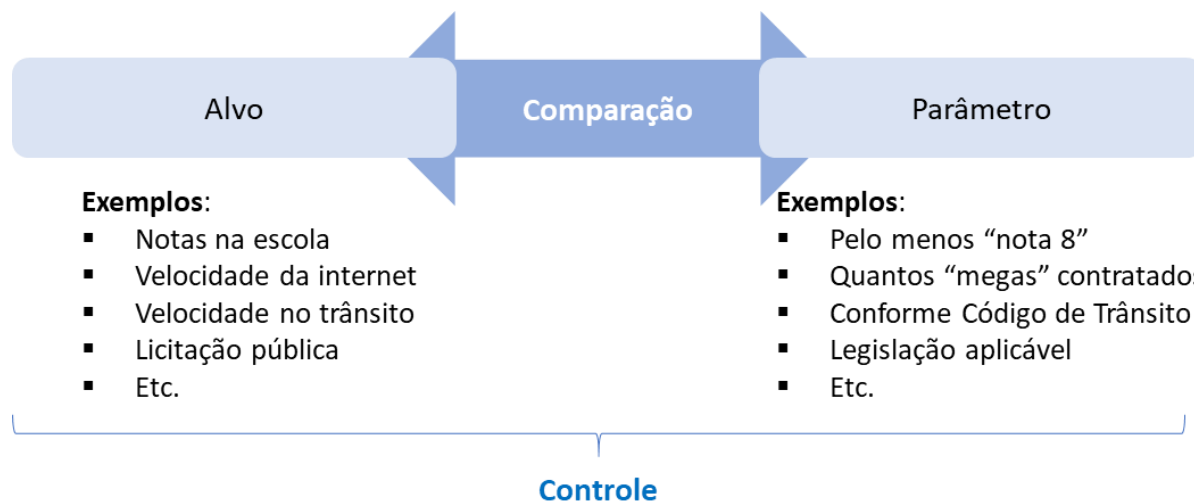 Alvo
Comparação
Parâmetro
Exemplos:
▪ Notas na escola
▪ Velocidade da internet
▪ Velocidade no trânsito
▪ Licitação pública
▪ Etc.
Exemplos:
▪ Pelo menos “nota 8”
▪ Quantos “megas” contratados
▪ Conforme Código de Trânsito
▪ Legislação aplicável
▪ Etc.
Controle